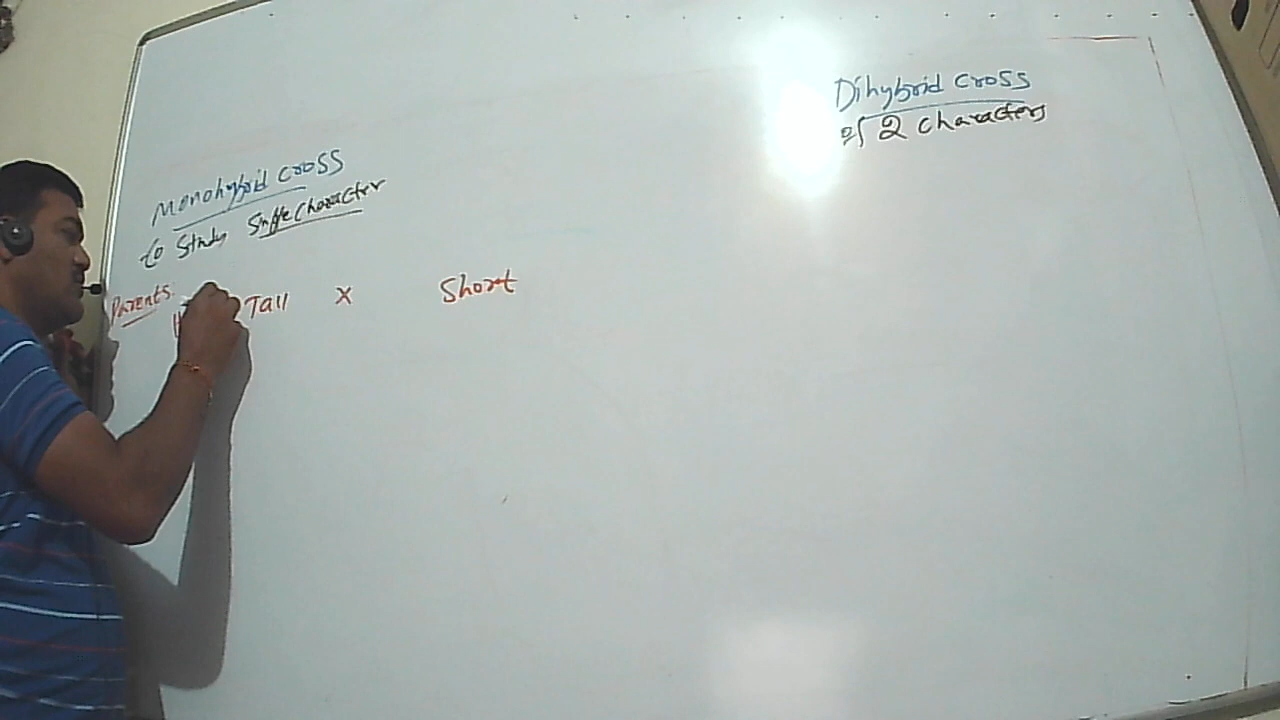 Monohybrid cross
to study Single Character
Parents. Tall x Short
Dihybrid cross
of 2 characters